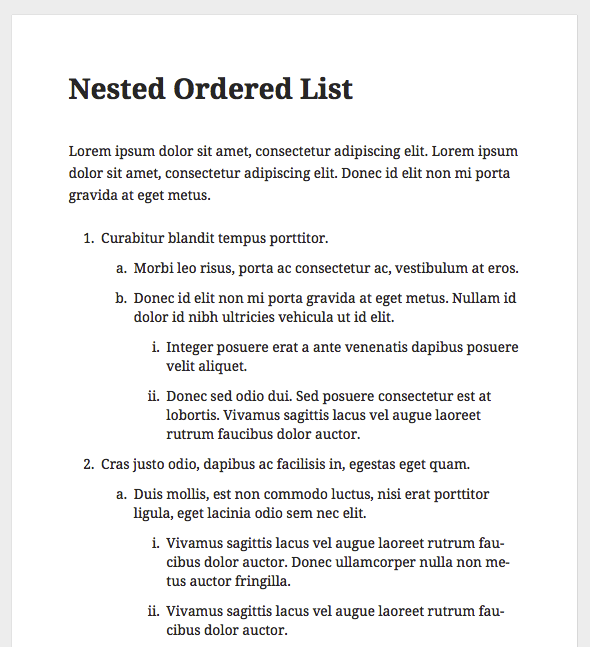 Nested Ordered List
Lorem ipsum dolor sit amet, consectetur adipiscing elit. Lorem ipsum
dolor sit amet, consectetur adipiscing elit. Donec id elit non mi porta
gravida at eget metus.
1. Curabitur blandit tempus porttitor.
a. Morbi leo risus, porta ac consectetur ac, vestibulum at eros.
b. Donec id elit non mi porta gravida at eget metus. Nullam id
dolor id nibh ultricies vehicula ut id elit.
i. Integer posuere erat a ante venenatis dapibus posuere
velit aliquet.
ii. Donec sed odio dui. Sed posuere consectetur est at
lobortis. Vivamus sagittis lacus vel augue laoreet
rutrum faucibus dolor auctor.
2. Cras justo odio, dapibus ac facilisis in, egestas eget quam.
a. Duis mollis, est non commodo luctus, nisi erat porttitor
ligula, eget lacinia odio sem nec elit.
i. Vivamus sagittis lacus vel augue laoreet rutrum fau-
cibus dolor auctor. Donec ullamcorper nulla non me-
tus auctor fringilla.
ii. Vivamus sagittis lacus vel augue laoreet rutrum fau-
cibus dolor auctor.